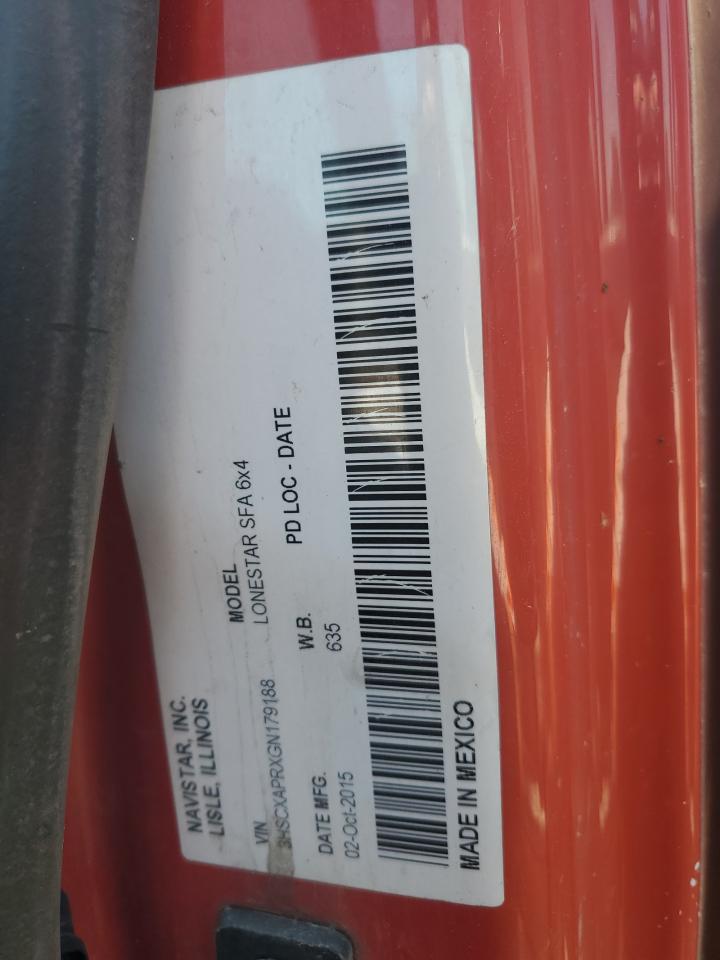 NAVISTAR, INC.
LISLE, ILLINOIS
VIN MODEL
3HSCXAPRXGN179188 LONESTAR SFA 6x4
DATE MFG. W.B. PD LOC - DATE
02-Oct-2015 635
MADE IN MEXICO